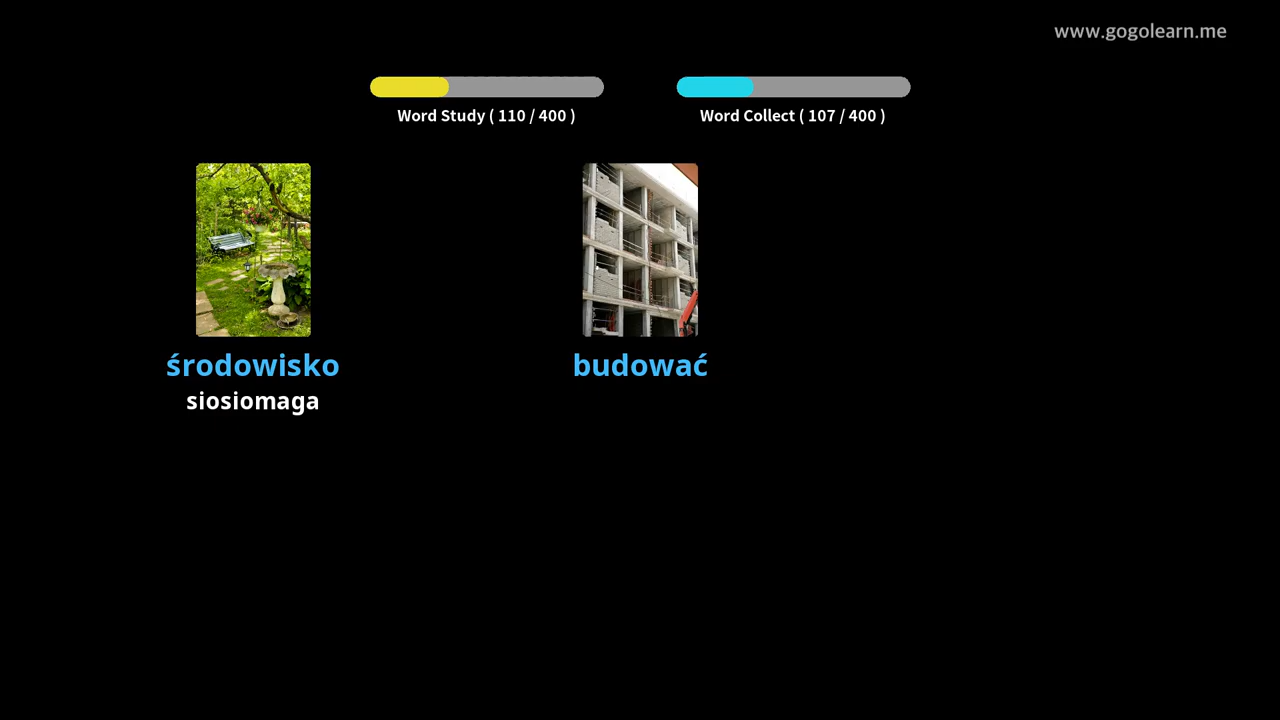 www.gogolearn.me
Word Study ( 110 / 400 )
Word Collect ( 107 / 400 )
środowisko
siosiomaga
budować